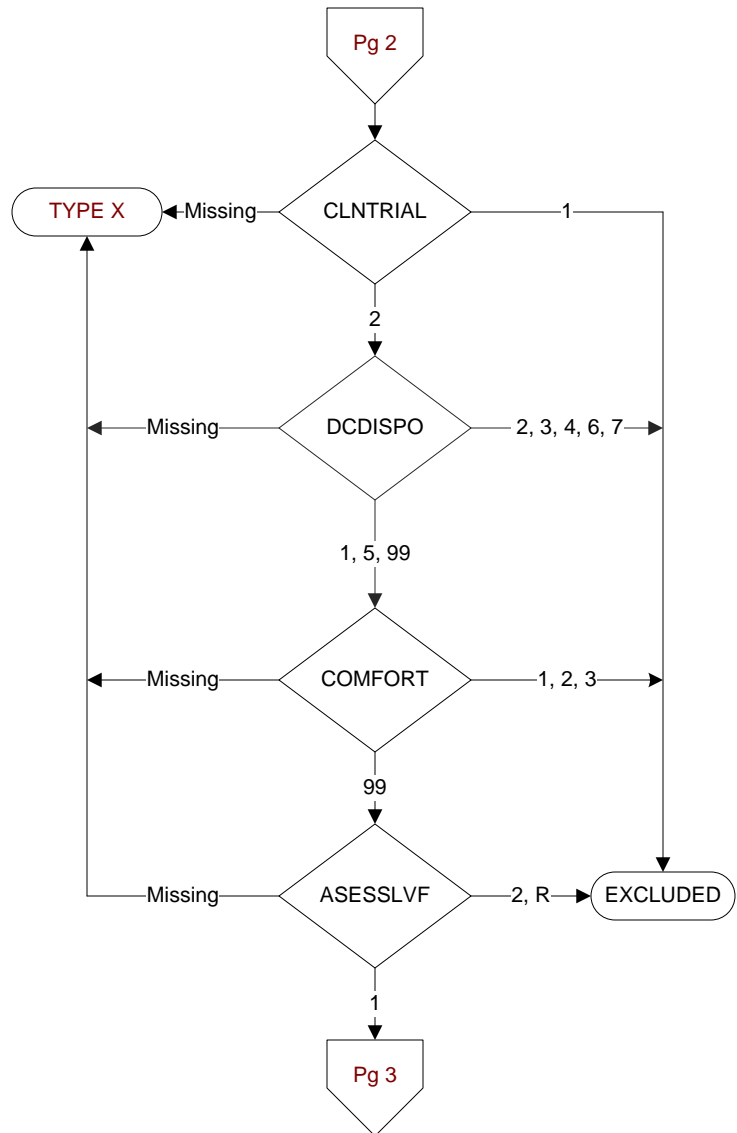 Pg 2
TYPE X
Missing
CLNTRIAL
1
2
Missing
DCDISPO
2, 3, 4, 6, 7
1, 5, 99
Missing
COMFORT
1, 2, 3
99
Missing
ASESSLVF
2, R
EXCLUDED
1
Pg 3